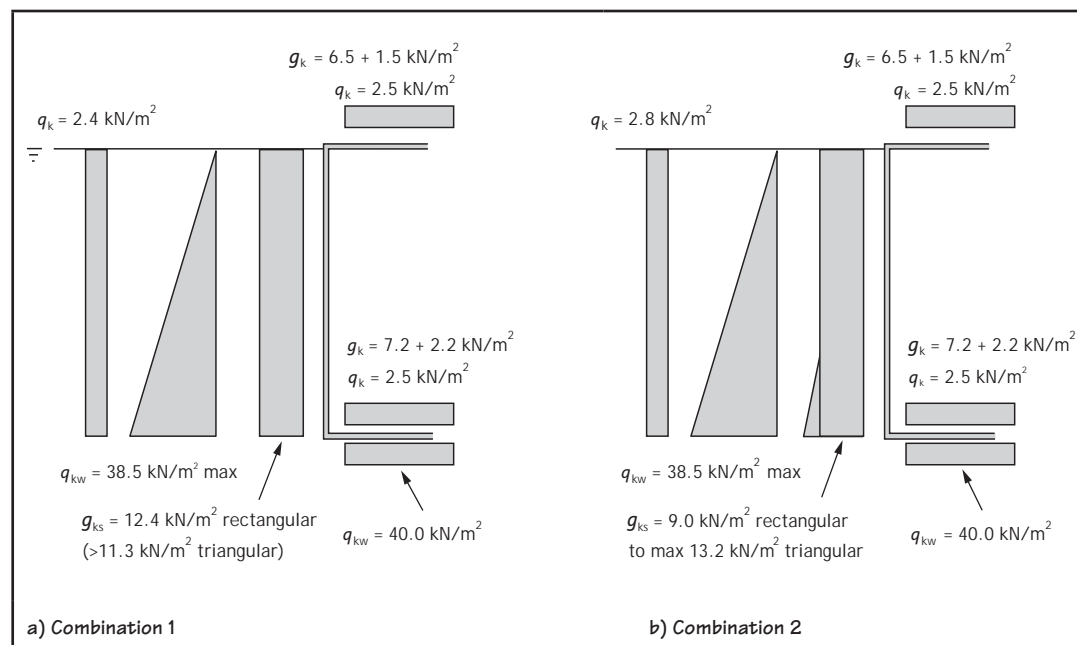 gk = 6.5 + 1.5 kN/m²
qk = 2.5 kN/m²
qk = 2.4 kN/m²
gk = 7.2 + 2.2 kN/m²
qk = 2.5 kN/m²
qkw = 38.5 kN/m² max
gks = 12.4 kN/m² rectangular
(>11.3 kN/m² triangular)
qkw = 40.0 kN/m²
a) Combination 1
gk = 6.5 + 1.5 kN/m²
qk = 2.5 kN/m²
qk = 2.8 kN/m²
gk = 7.2 + 2.2 kN/m²
qk = 2.5 kN/m²
qkw = 38.5 kN/m² max
gks = 9.0 kN/m² rectangular
to max 13.2 kN/m² triangular
qkw = 40.0 kN/m²
b) Combination 2